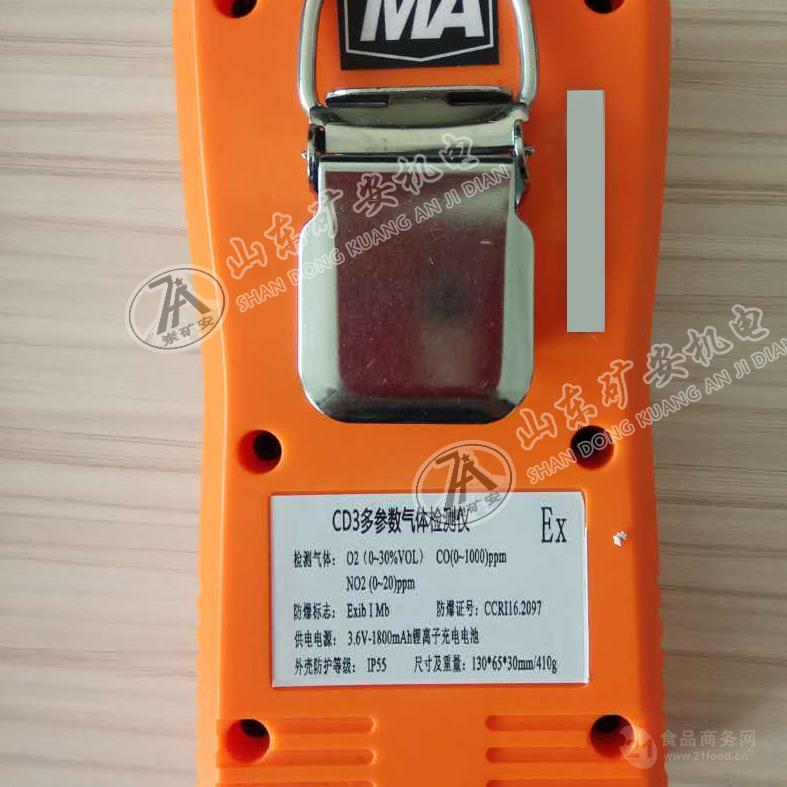 MA
山东矿安机电
SHAN DONG KUANG AN JI DIAN
炭矿安
山东矿安机电
SHAN DONG KUANG AN JI DIAN
CD3多参数气体检测仪
Ex
检测气体： O2（0~30%VOL） CO(0~1000)ppm
NO2 (0~20)ppm
防爆标志： Exib I Mb 防爆证号： CCRI16.2097
供电电源： 3.6V-1800mAh锂离子充电电池
外壳防护等级： IP55 尺寸及重量： 130*65*30mm/410g
食品商务网
www.21food.cn